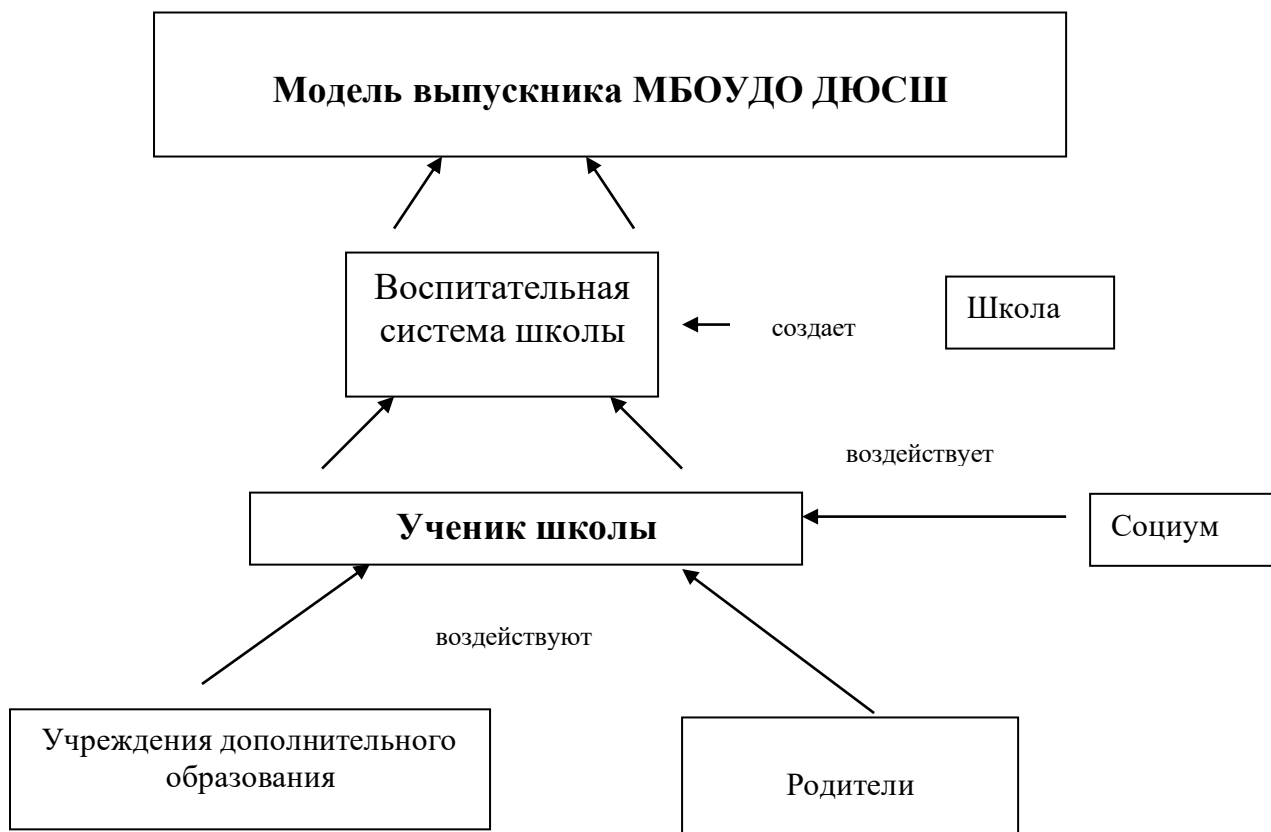 Модель выпускника МБОУДО ДЮСШ
Воспитательная
система школы
создает
Школа
воздействует
Ученик школы
Социум
воздействуют
Учреждения дополнительного
образования
Родители